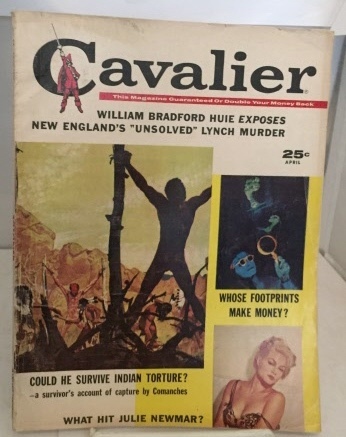 Cavalier
This Magazine Guaranteed Or Double Your Money Back
WILLIAM BRADFORD HUIE EXPOSES
NEW ENGLAND'S "UNSOLVED" LYNCH MURDER
25¢
APRIL
WHOSE FOOTPRINTS
MAKE MONEY?
COULD HE SURVIVE INDIAN TORTURE?
—a survivor's account of capture by Comanches
WHAT HIT JULIE NEWMAR?